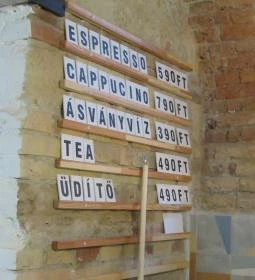 ESPRESSO 590FT
CAPPUCINO 790FT
ÁSVÁNYVÍZ 390FT
TEA 490FT
ÜDÍTŐ 490FT